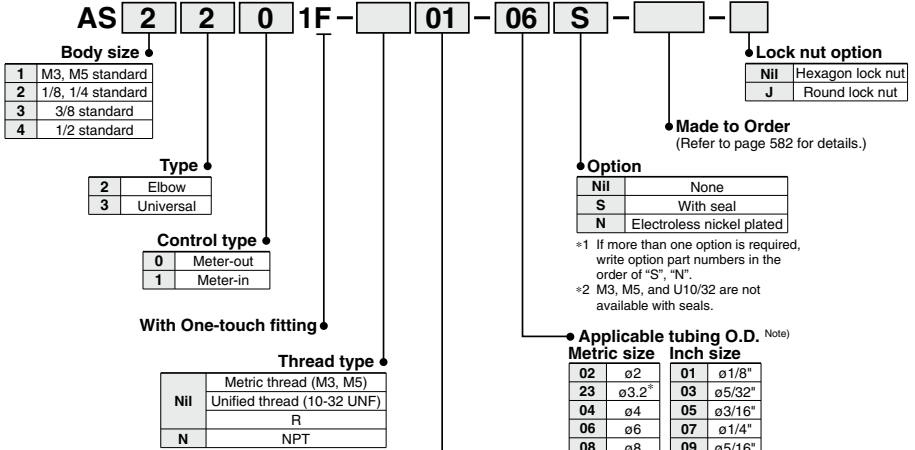 AS 2 2 0 1F - 01 - 06 S - -
Body size
1 M3, M5 standard
2 1/8, 1/4 standard
3 3/8 standard
4 1/2 standard
Lock nut option
Nil Hexagon lock nut
J Round lock nut
Made to Order
(Refer to page 582 for details.)
Type
2 Elbow
3 Universal
Option
Nil None
S With seal
N Electroless nickel plated
*1 If more than one option is required,
write option part numbers in the
order of “S”, “N”.
*2 M3, M5, and U10/32 are not
available with seals.
Control type
0 Meter-out
1 Meter-in
With One-touch fitting
Applicable tubing O.D. Note)
Metric size Inch size
02 ø2 01 ø1/8"
23 ø3.2* 03 ø5/32"
04 ø4 05 ø3/16"
06 ø6 07 ø1/4"
08 ø8 09 ø5/16"
Thread type
Nil Metric thread (M3, M5)
Unified thread (10-32 UNF)
R
N NPT